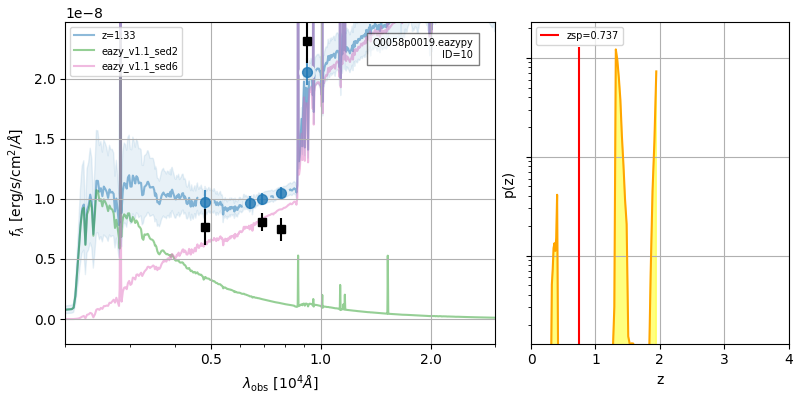 1e−8
z=1.33
eazy_v1.1_sed2
eazy_v1.1_sed6
Q0058p0019.eazypy
ID=10
2.0
1.5
1.0
0.5
0.0
f_λ [erg/s/cm²/Å]
0.5 1.0 2.0
λ_obs [10⁴Å]
zsp=0.737
p(z)
0 1 2 3 4
z